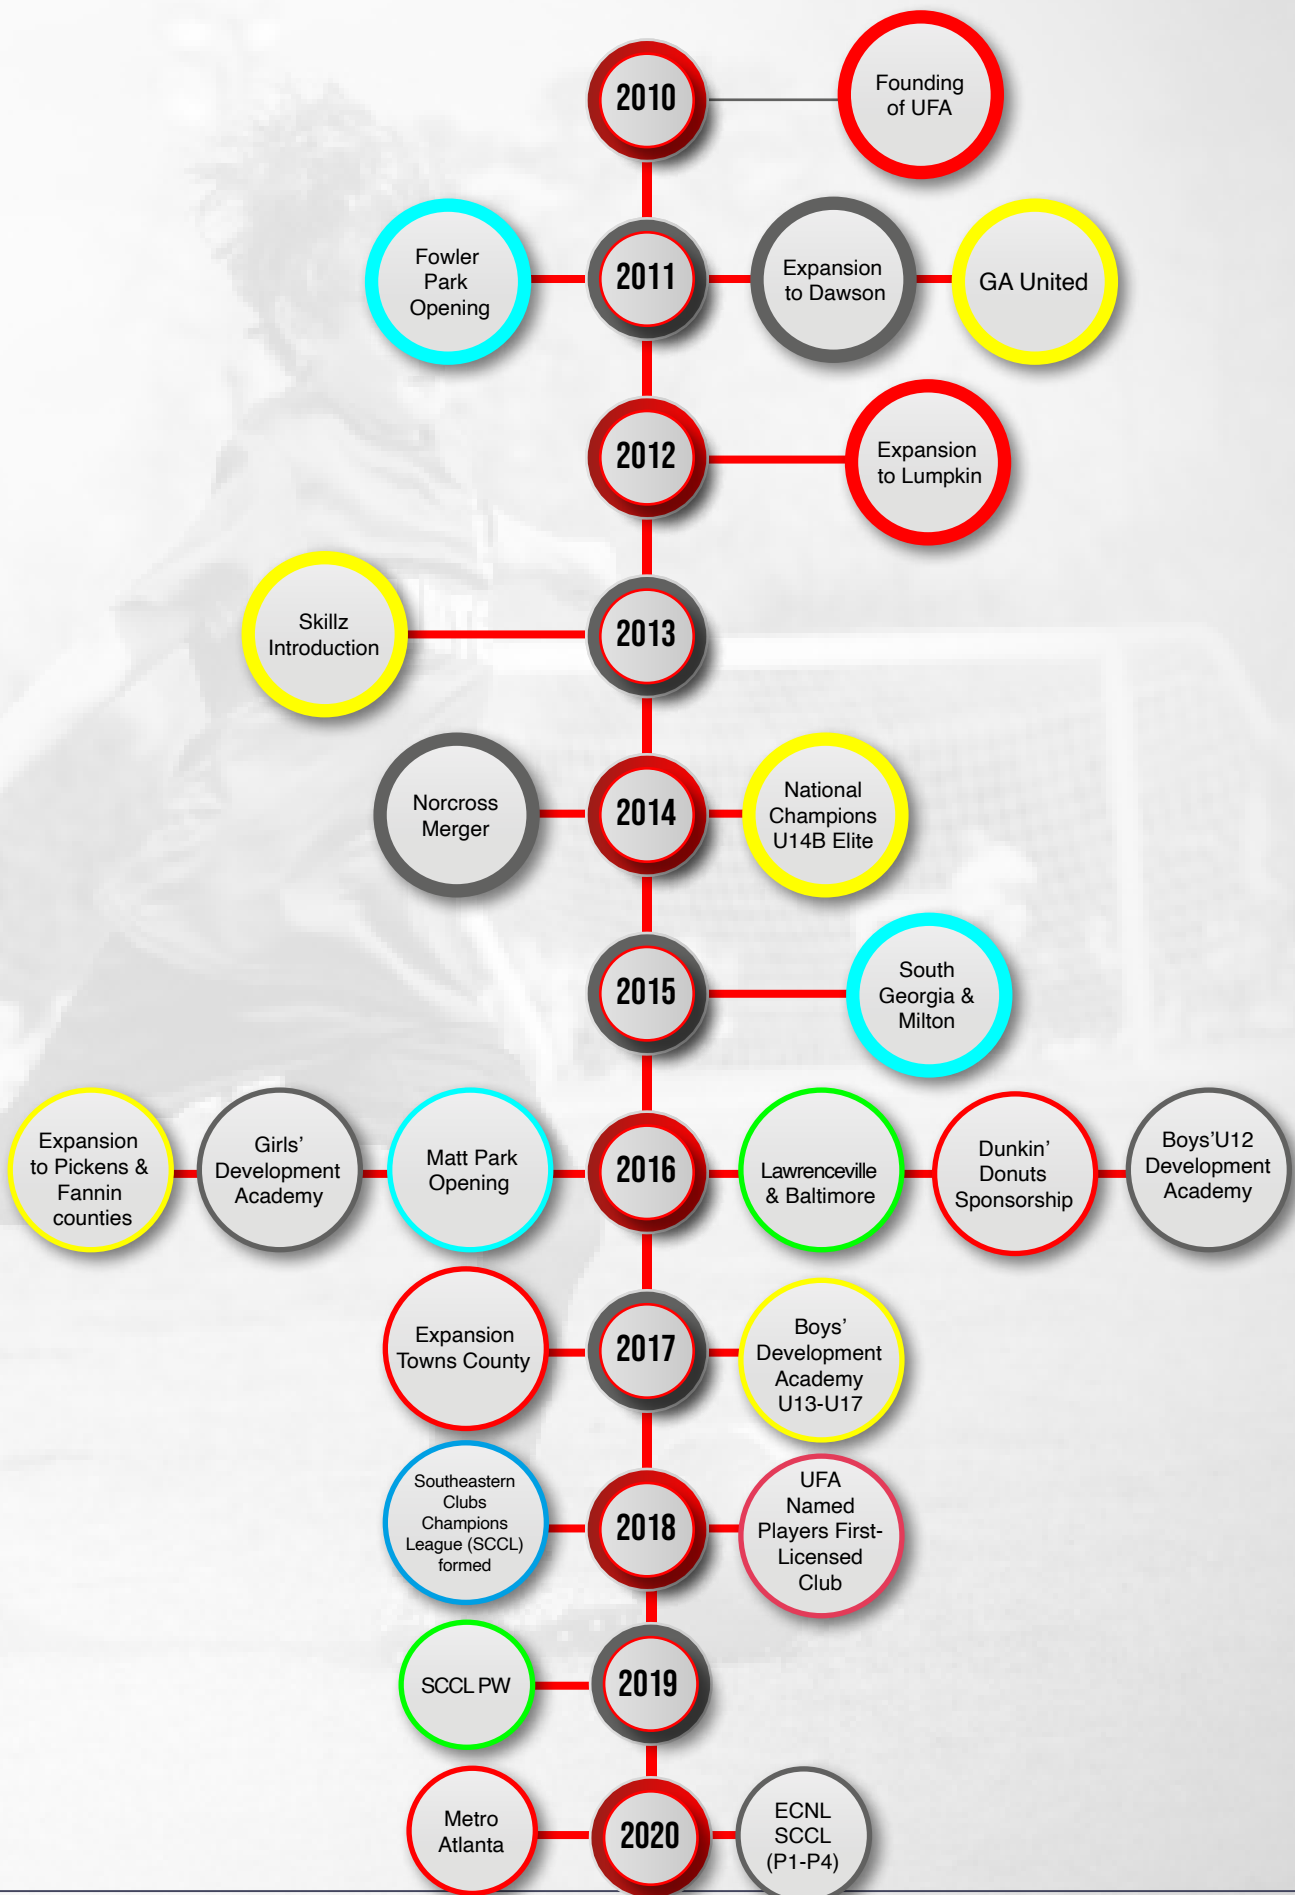 2010
Founding
of UFA
Fowler
Park
Opening
2011
Expansion
to Dawson
GA United
2012
Expansion
to Lumpkin
Skillz
Introduction
2013
Norcross
Merger
2014
National
Champions
U14B Elite
2015
South
Georgia &
Milton
Expansion
to Pickens &
Fannin
counties
Girls’
Development
Academy
Matt Park
Opening
2016
Lawrenceville
& Baltimore
Dunkin’
Donuts
Sponsorship
Boys’U12
Development
Academy
Expansion
Towns County
2017
Boys’
Development
Academy
U13-U17
Southeastern
Clubs
Champions
League (SCCL)
formed
2018
UFA
Named
Players First-
Licensed
Club
SCCL PW
2019
Metro
Atlanta
2020
ECNL
SCCL
(P1-P4)